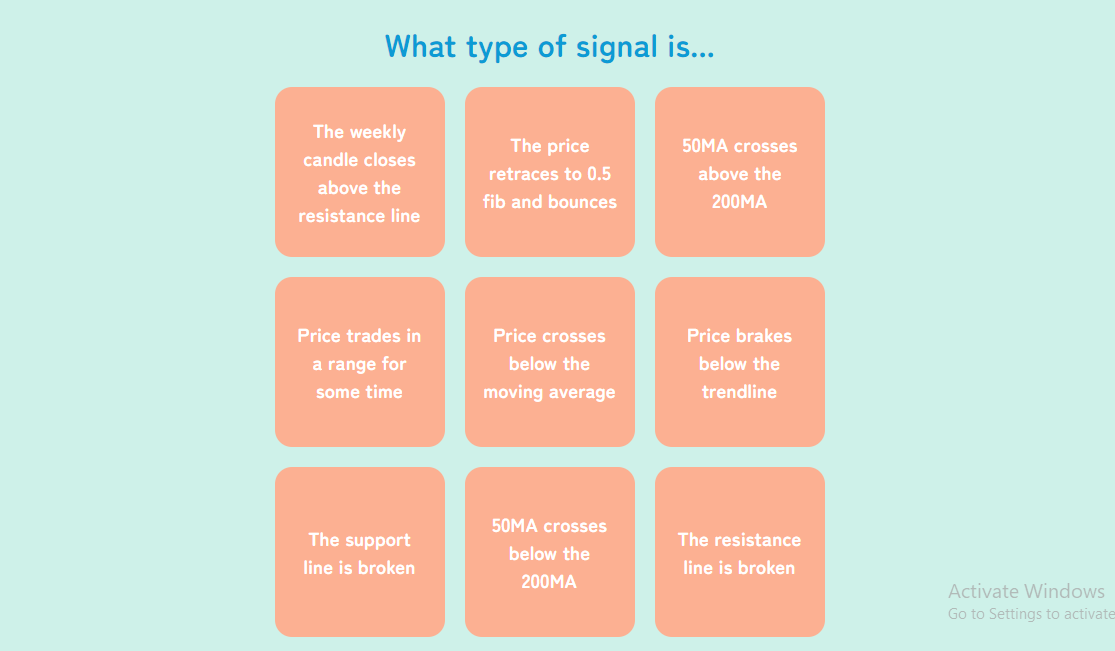 What type of signal is...
The weekly
candle closes
above the
resistance line
The price
retraces to 0.5
fib and bounces
50MA crosses
above the
200MA
Price trades in
a range for
some time
Price crosses
below the
moving average
Price brakes
below the
trendline
The support
line is broken
50MA crosses
below the
200MA
The resistance
line is broken
Activate Windows
Go to Settings to activate